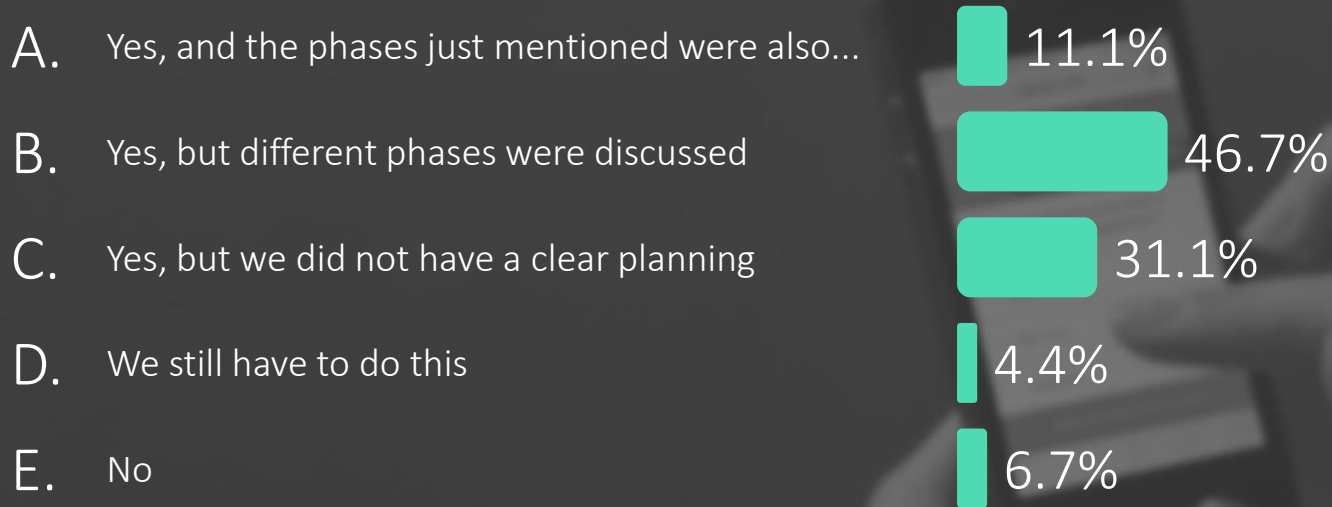 A. Yes, and the phases just mentioned were also... 11.1%
B. Yes, but different phases were discussed 46.7%
C. Yes, but we did not have a clear planning 31.1%
D. We still have to do this 4.4%
E. No 6.7%